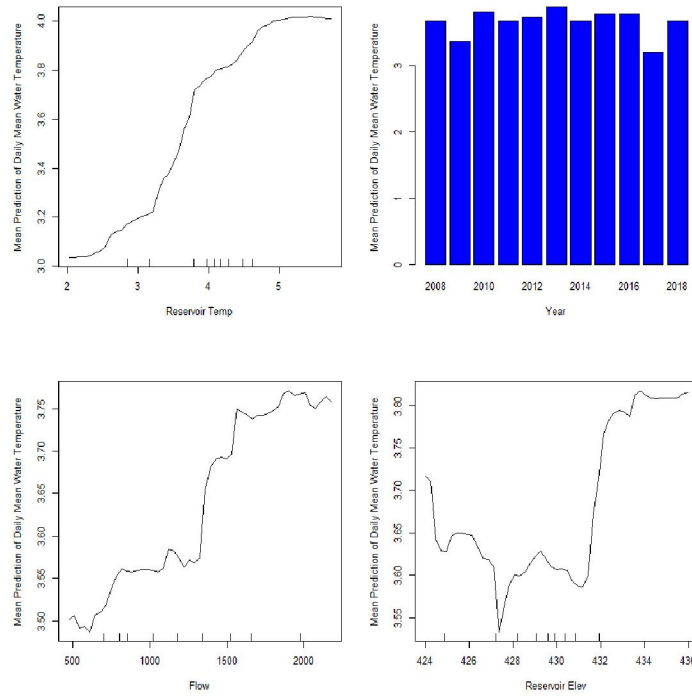 Mean Prediction of Daily Mean Water Temperature
4.0
3.8
3.6
3.4
3.2
3.0
2 3 4 5
Reservoir Temp
Mean Prediction of Daily Mean Water Temperature
3
2
1
0
2008 2010 2012 2014 2016 2018
Year
Mean Prediction of Daily Mean Water Temperature
3.75
3.70
3.65
3.60
3.55
3.50
500 1000 1500 2000
Flow
Mean Prediction of Daily Mean Water Temperature
3.80
3.75
3.70
3.65
3.60
3.55
424 426 428 430 432 434 436
Reservoir Elev